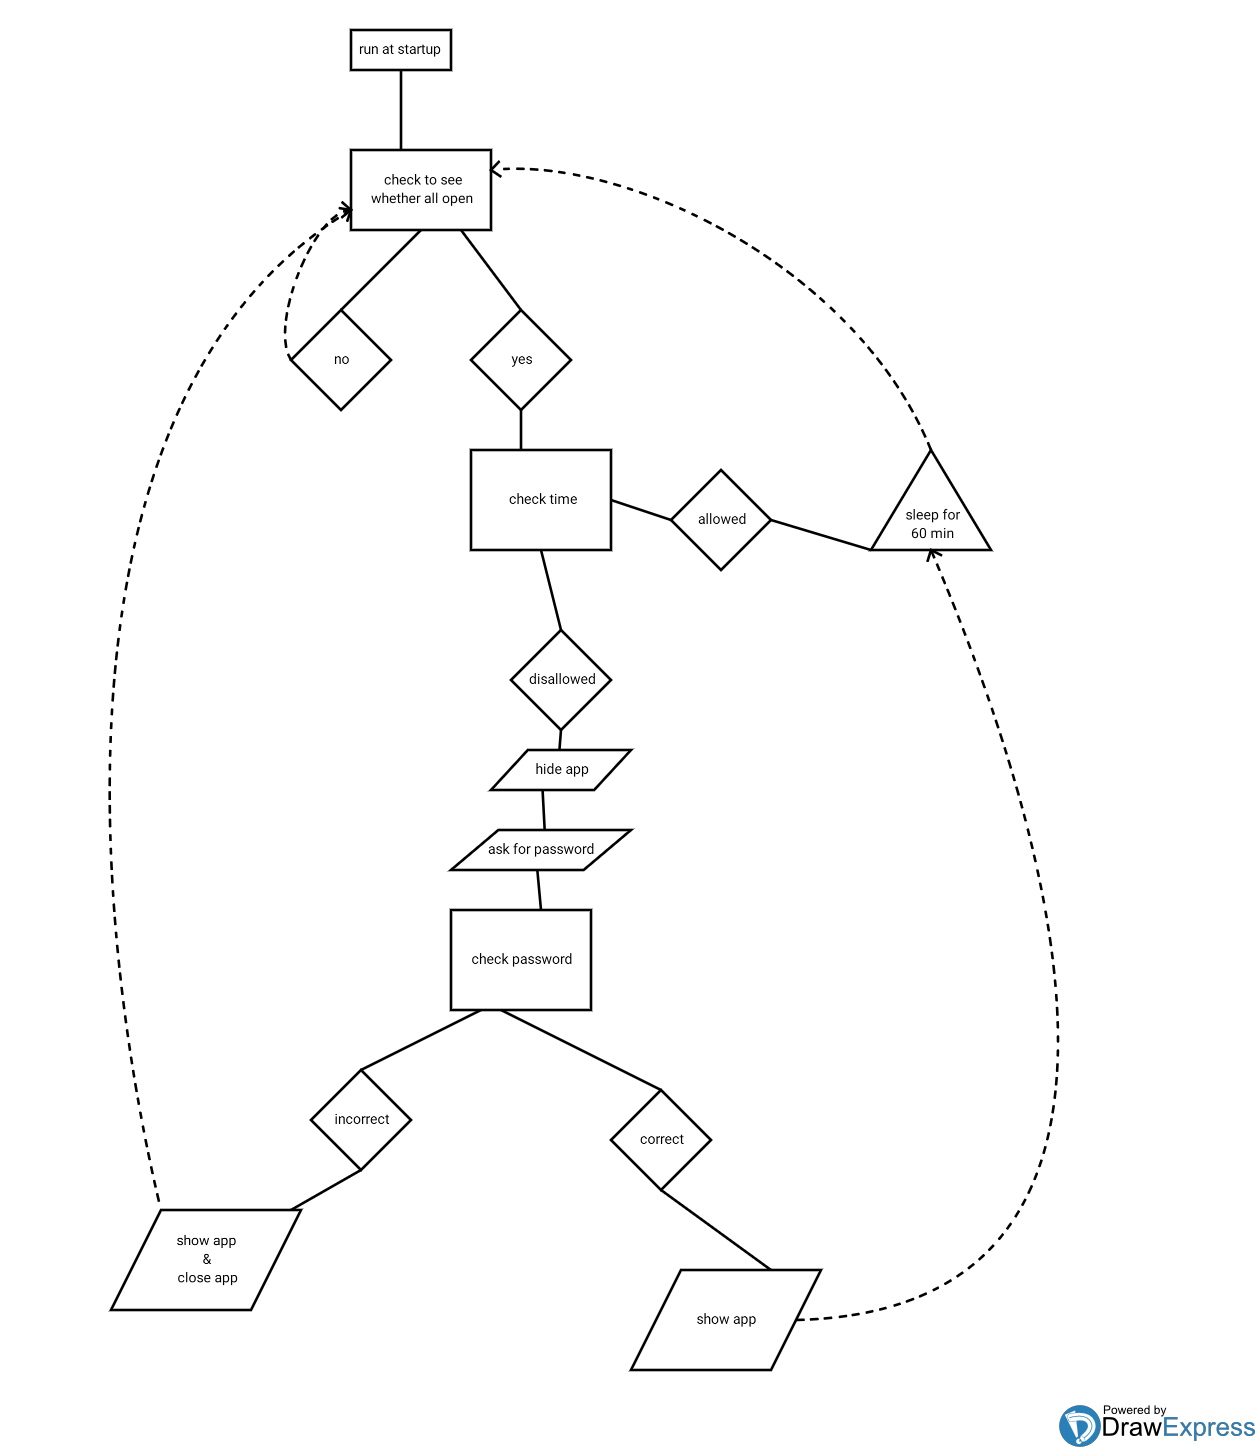 run at startup
check to see
whether all open
no
yes
check time
allowed
sleep for
60 min
disallowed
hide app
ask for password
check password
incorrect
correct
show app
&
close app
show app
Powered by
DrawExpress